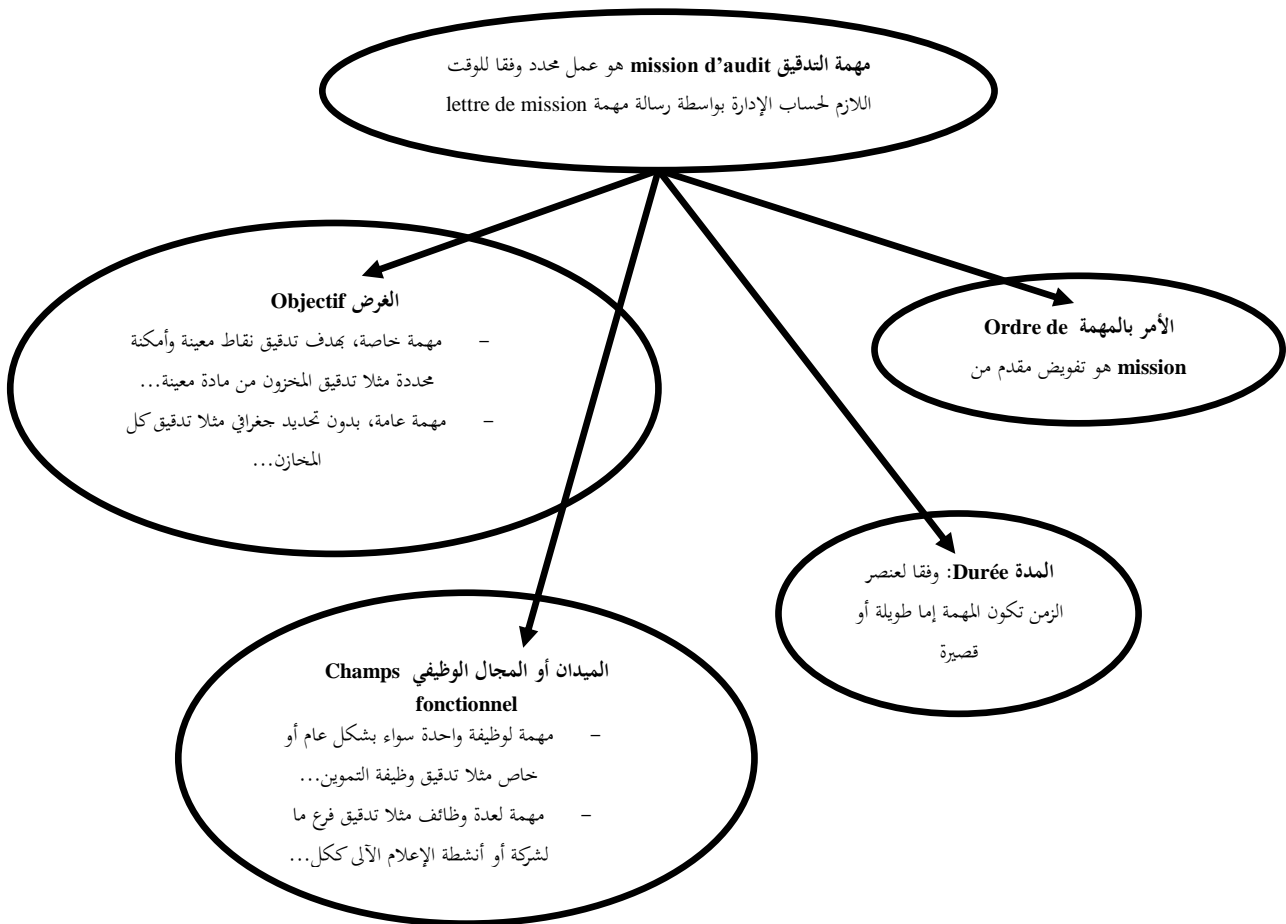 مهمة التدقيق mission d'audit هو عمل محدد وفقا للوقت
اللازم لحساب الإدارة بواسطة رسالة مهمة lettre de mission
الغرض Objectif
– مهمة خاصة، بهدف تدقيق نقاط معينة وأمكنة
محددة مثلا تدقيق المخزون من مادة معينة...
– مهمة عامة، بدون تحديد جغرافي مثلا تدقيق كل
المخازن...
الأمر بالمهمة Ordre de
mission هو تفويض مقدم من
المدة Durée: وفقا لعنصر
الزمن تكون المهمة إما طويلة أو
قصيرة
الميدان أو المجال الوظيفي Champs
fonctionnel
– مهمة لوظيفة واحدة سواء بشكل عام أو
خاص مثلا تدقيق وظيفة التموين...
– مهمة لعدة وظائف مثلا تدقيق فرع ما
لشركة أو أنشطة الإعلام الآلي ككل...